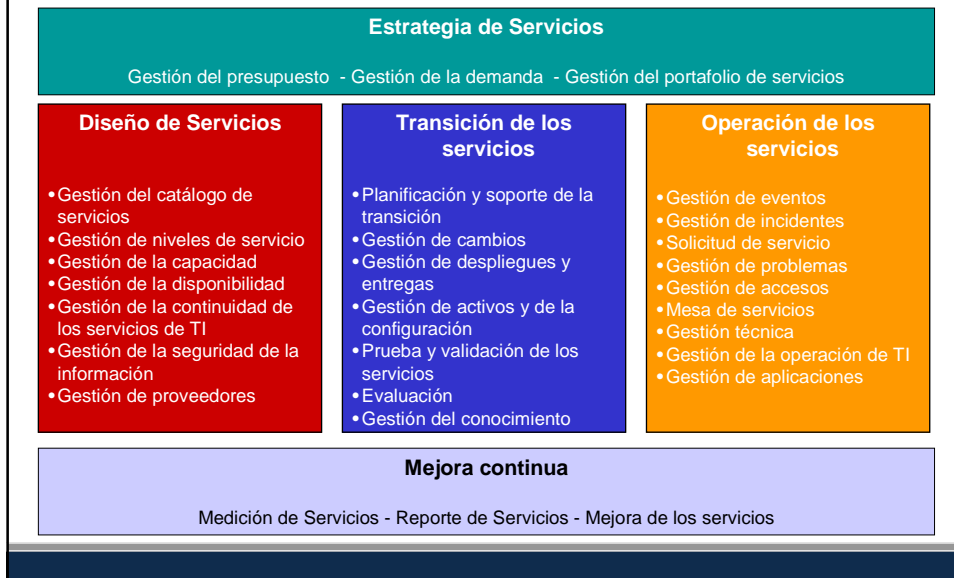 Estrategia de Servicios
Gestión del presupuesto - Gestión de la demanda - Gestión del portafolio de servicios
Diseño de Servicios
•Gestión del catálogo de
servicios
•Gestión de niveles de servicio
•Gestión de la capacidad
•Gestión de la disponibilidad
•Gestión de la continuidad de
los servicios de TI
•Gestión de la seguridad de la
información
•Gestión de proveedores
Transición de los
servicios
•Planificación y soporte de la
transición
•Gestión de cambios
•Gestión de despliegues y
entregas
•Gestión de activos y de la
configuración
•Prueba y validación de los
servicios
•Evaluación
•Gestión del conocimiento
Operación de los
servicios
•Gestión de eventos
•Gestión de incidentes
•Solicitud de servicio
•Gestión de problemas
•Gestión de accesos
•Mesa de servicios
•Gestión técnica
•Gestión de la operación de TI
•Gestión de aplicaciones
Mejora continua
Medición de Servicios - Reporte de Servicios - Mejora de los servicios